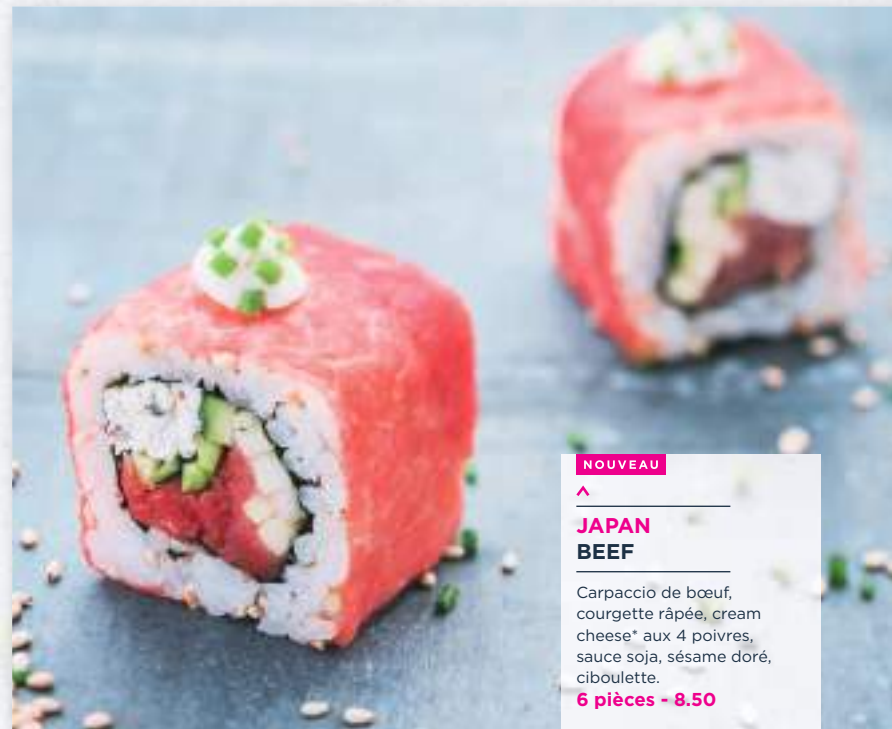 NOUVEAU
JAPAN
BEEF
Carpaccio de bœuf,
courgette râpée, cream
cheese* aux 4 poivres,
sauce soja, sésame doré,
ciboulette.
6 pièces - 8.50